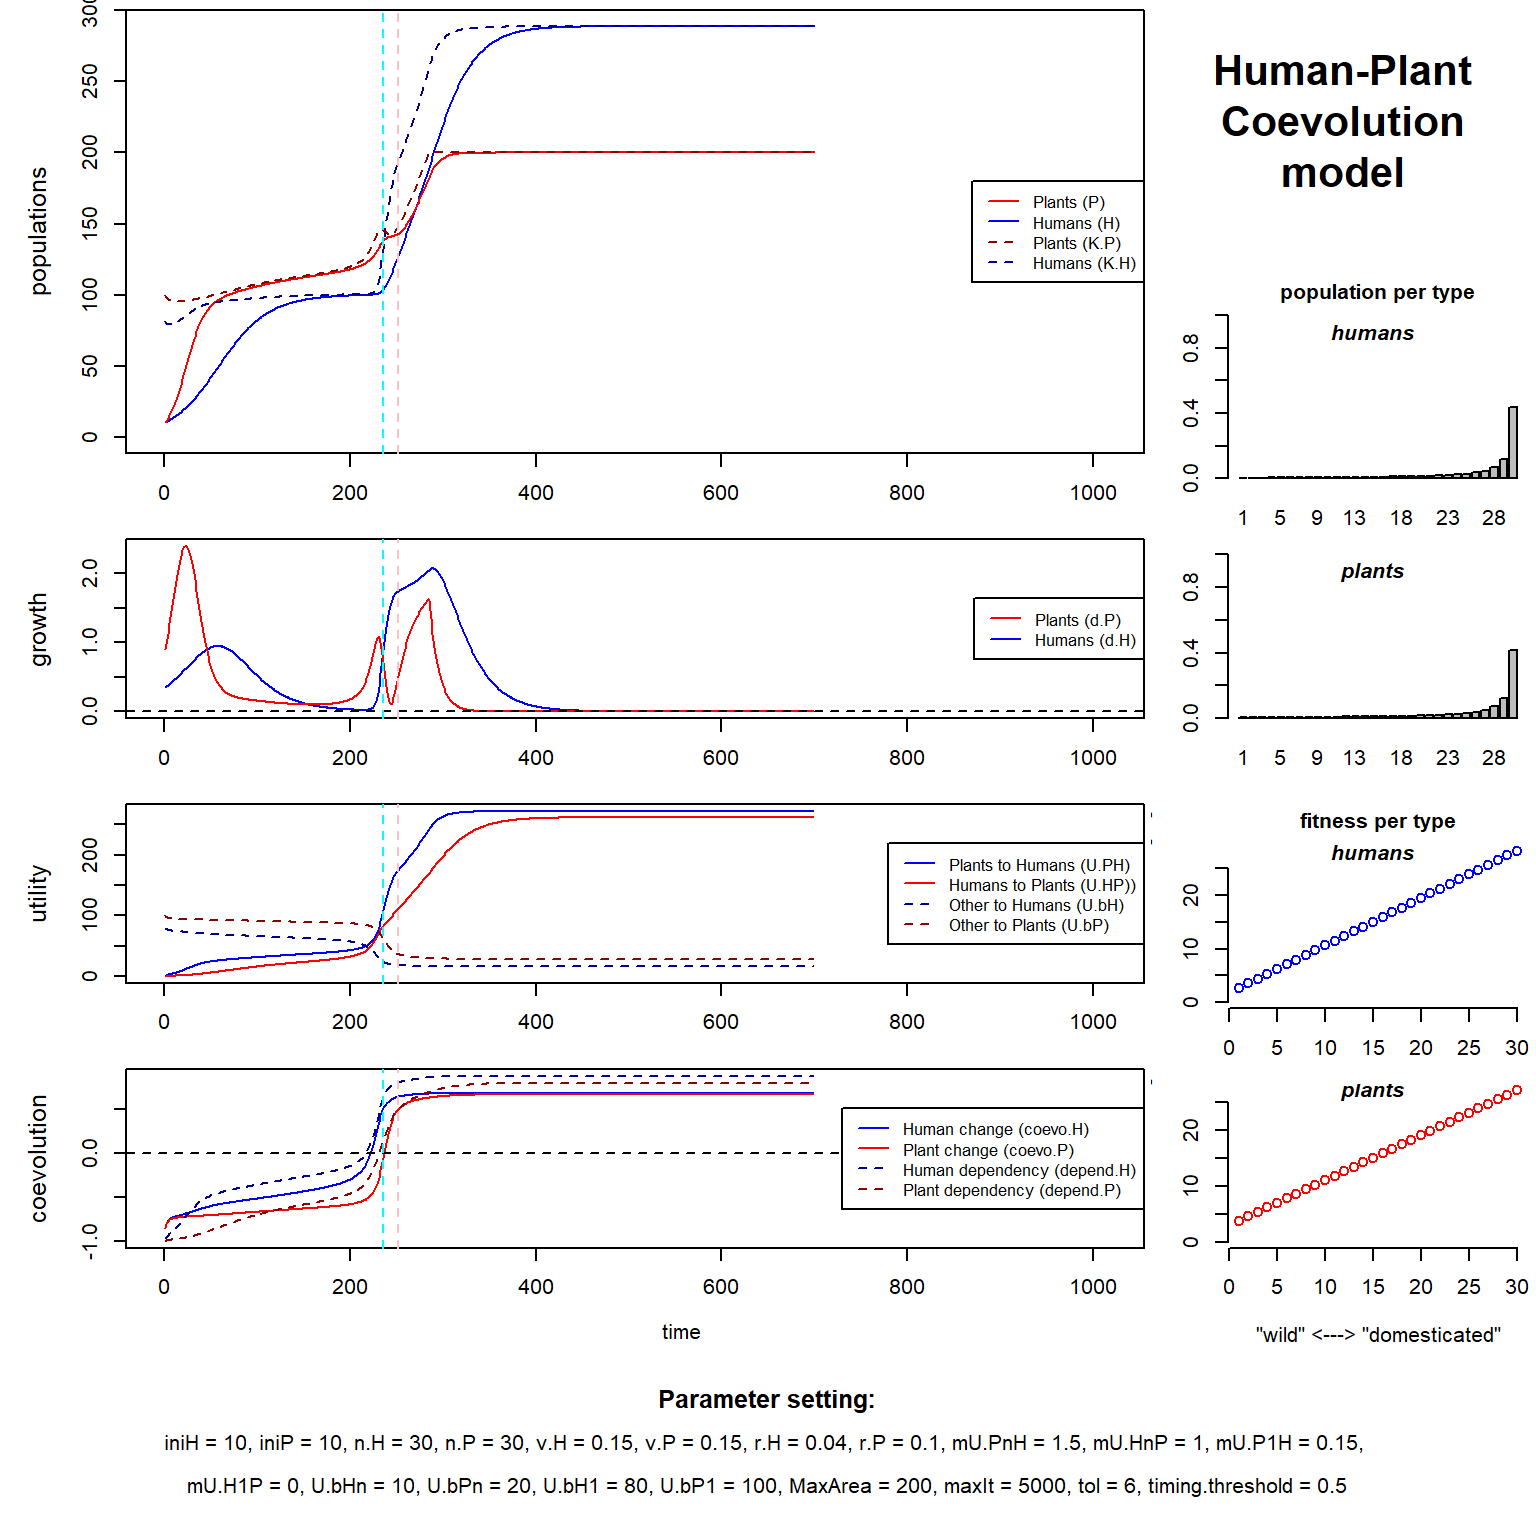 Human-Plant
Coevolution
model
populations
0
50
100
150
200
250
300
0 200 400 600 800 1000
Plants (P)
Humans (H)
Plants (K.P)
Humans (K.H)
growth
0.0
1.0
2.0
0 200 400 600 800 1000
Plants (d.P)
Humans (d.H)
utility
0
100
200
0 200 400 600 800 1000
Plants to Humans (U.PH)
Humans to Plants (U.HP))
Other to Humans (U.bH)
Other to Plants (U.bP)
coevolution
-1.0
0.0
0 200 400 600 800 1000
Human change (coevo.H)
Plant change (coevo.P)
Human dependency (depend.H)
Plant dependency (depend.P)
time
population per type
humans
0.0
0.4
0.8
1 5 9 13 18 23 28
plants
0.0
0.4
0.8
1 5 9 13 18 23 28
fitness per type
humans
0
10
20
0 5 10 15 20 25 30
plants
0
10
20
0 5 10 15 20 25 30
"wild" <---> "domesticated"
Parameter setting:
iniH = 10, iniP = 10, n.H = 30, n.P = 30, v.H = 0.15, v.P = 0.15, r.H = 0.04, r.P = 0.1, mU.PnH = 1.5, mU.HnP = 1, mU.P1H = 0.15,
mU.H1P = 0, U.bHn = 10, U.bPn = 20, U.bH1 = 80, U.bP1 = 100, MaxArea = 200, maxIt = 5000, tol = 6, timing.threshold = 0.5